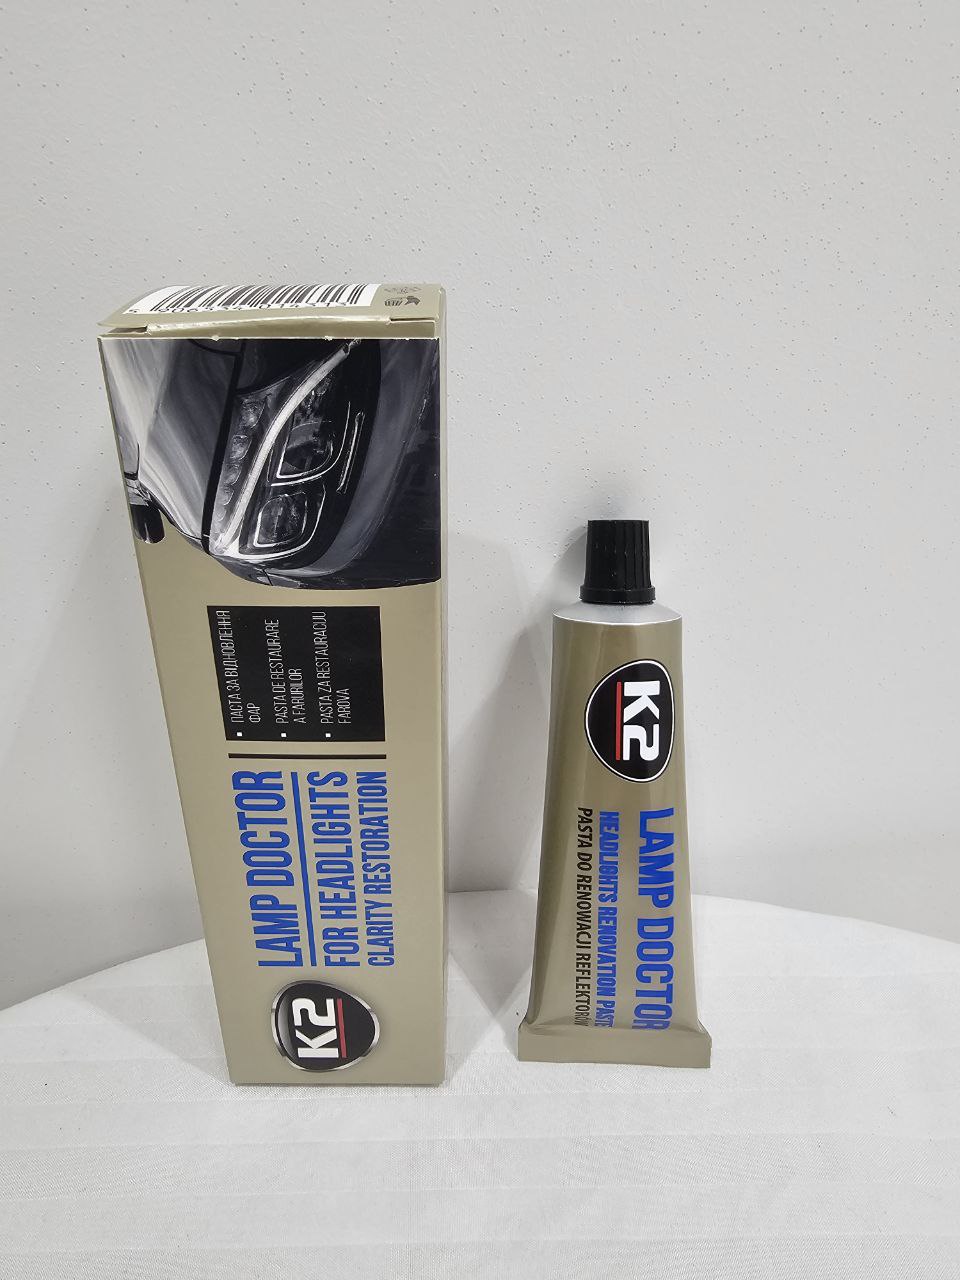 LAMP DOCTOR
FOR HEADLIGHTS
CLARITY RESTORATION
▪ ПАСТА ЗА ВІДНОВЛЕННЯ
ФАР
▪ PASTA DE RESTAURARE
A FARURILOR
▪ PASTA ZA RESTAURACIJU
FAROVA
K2
K2
LAMP DOCTOR
HEADLIGHTS RENOVATION PASTE
PASTA DO RENOWACJI REFLEKTORÓW